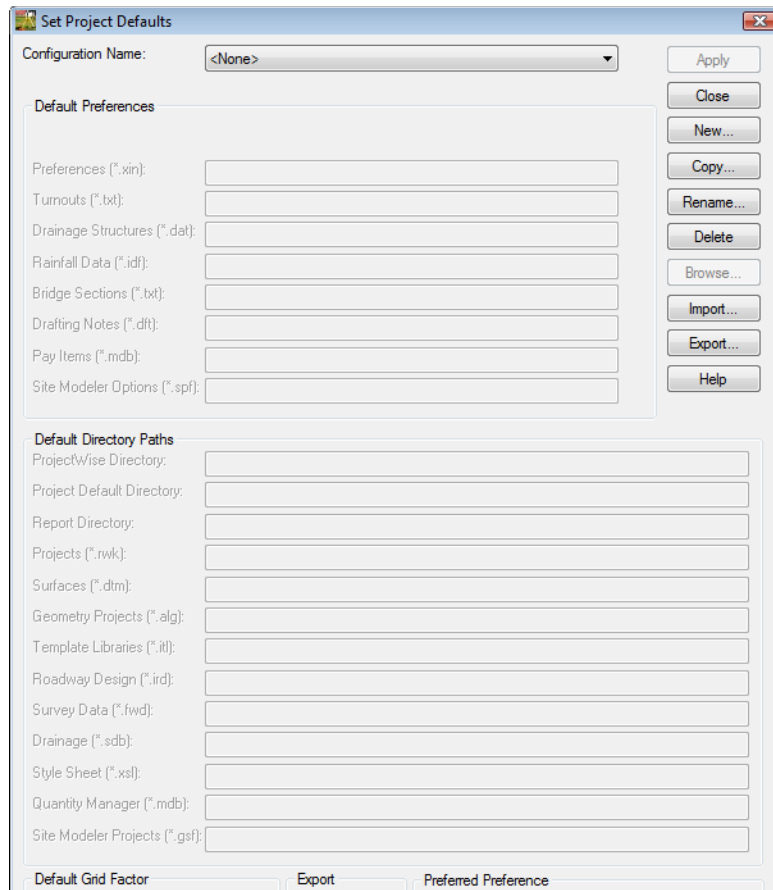 Set Project Defaults
Configuration Name:
<None>
Apply
Close
New...
Copy...
Rename...
Delete
Browse...
Import...
Export...
Help
Default Preferences
Preferences (*.xin):
Turnouts (*.txt):
Drainage Structures (*.dat):
Rainfall Data (*.idf):
Bridge Sections (*.txt):
Drafting Notes (*.dft):
Pay Items (*.mdb):
Site Modeler Options (*.spf):
Default Directory Paths
ProjectWise Directory:
Project Default Directory:
Report Directory:
Projects (*.rwk):
Surfaces (*.dtm):
Geometry Projects (*.alg):
Template Libraries (*.itl):
Roadway Design (*.ird):
Survey Data (*.fwd):
Drainage (*.sdb):
Style Sheet (*.xsl):
Quantity Manager (*.mdb):
Site Modeler Projects (*.gsf):
Default Grid Factor
Export
Preferred Preference